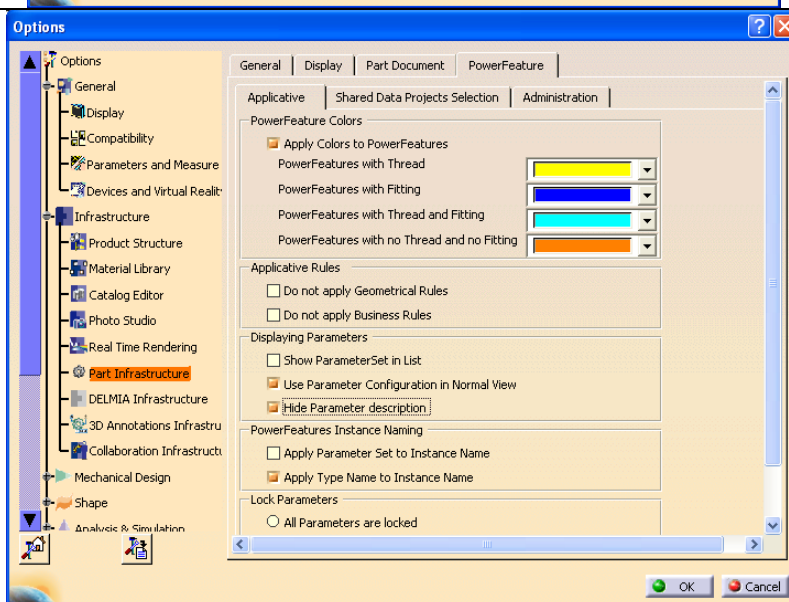 Options
Options
General
Display
Compatibility
Parameters and Measure
Devices and Virtual Realit
Infrastructure
Product Structure
Material Library
Catalog Editor
Photo Studio
Real Time Rendering
Part Infrastructure
DELMIA Infrastructure
3D Annotations Infrastru
Collaboration Infrastruct
Mechanical Design
Shape
Analysis & Simulation
General Display Part Document PowerFeature
Applicative Shared Data Projects Selection Administration
PowerFeature Colors
Apply Colors to PowerFeatures
PowerFeatures with Thread
PowerFeatures with Fitting
PowerFeatures with Thread and Fitting
PowerFeatures with no Thread and no Fitting
Applicative Rules
Do not apply Geometrical Rules
Do not apply Business Rules
Displaying Parameters
Show ParameterSet in List
Use Parameter Configuration in Normal View
Hide Parameter description
PowerFeatures Instance Naming
Apply Parameter Set to Instance Name
Apply Type Name to Instance Name
Lock Parameters
All Parameters are locked
OK Cancel